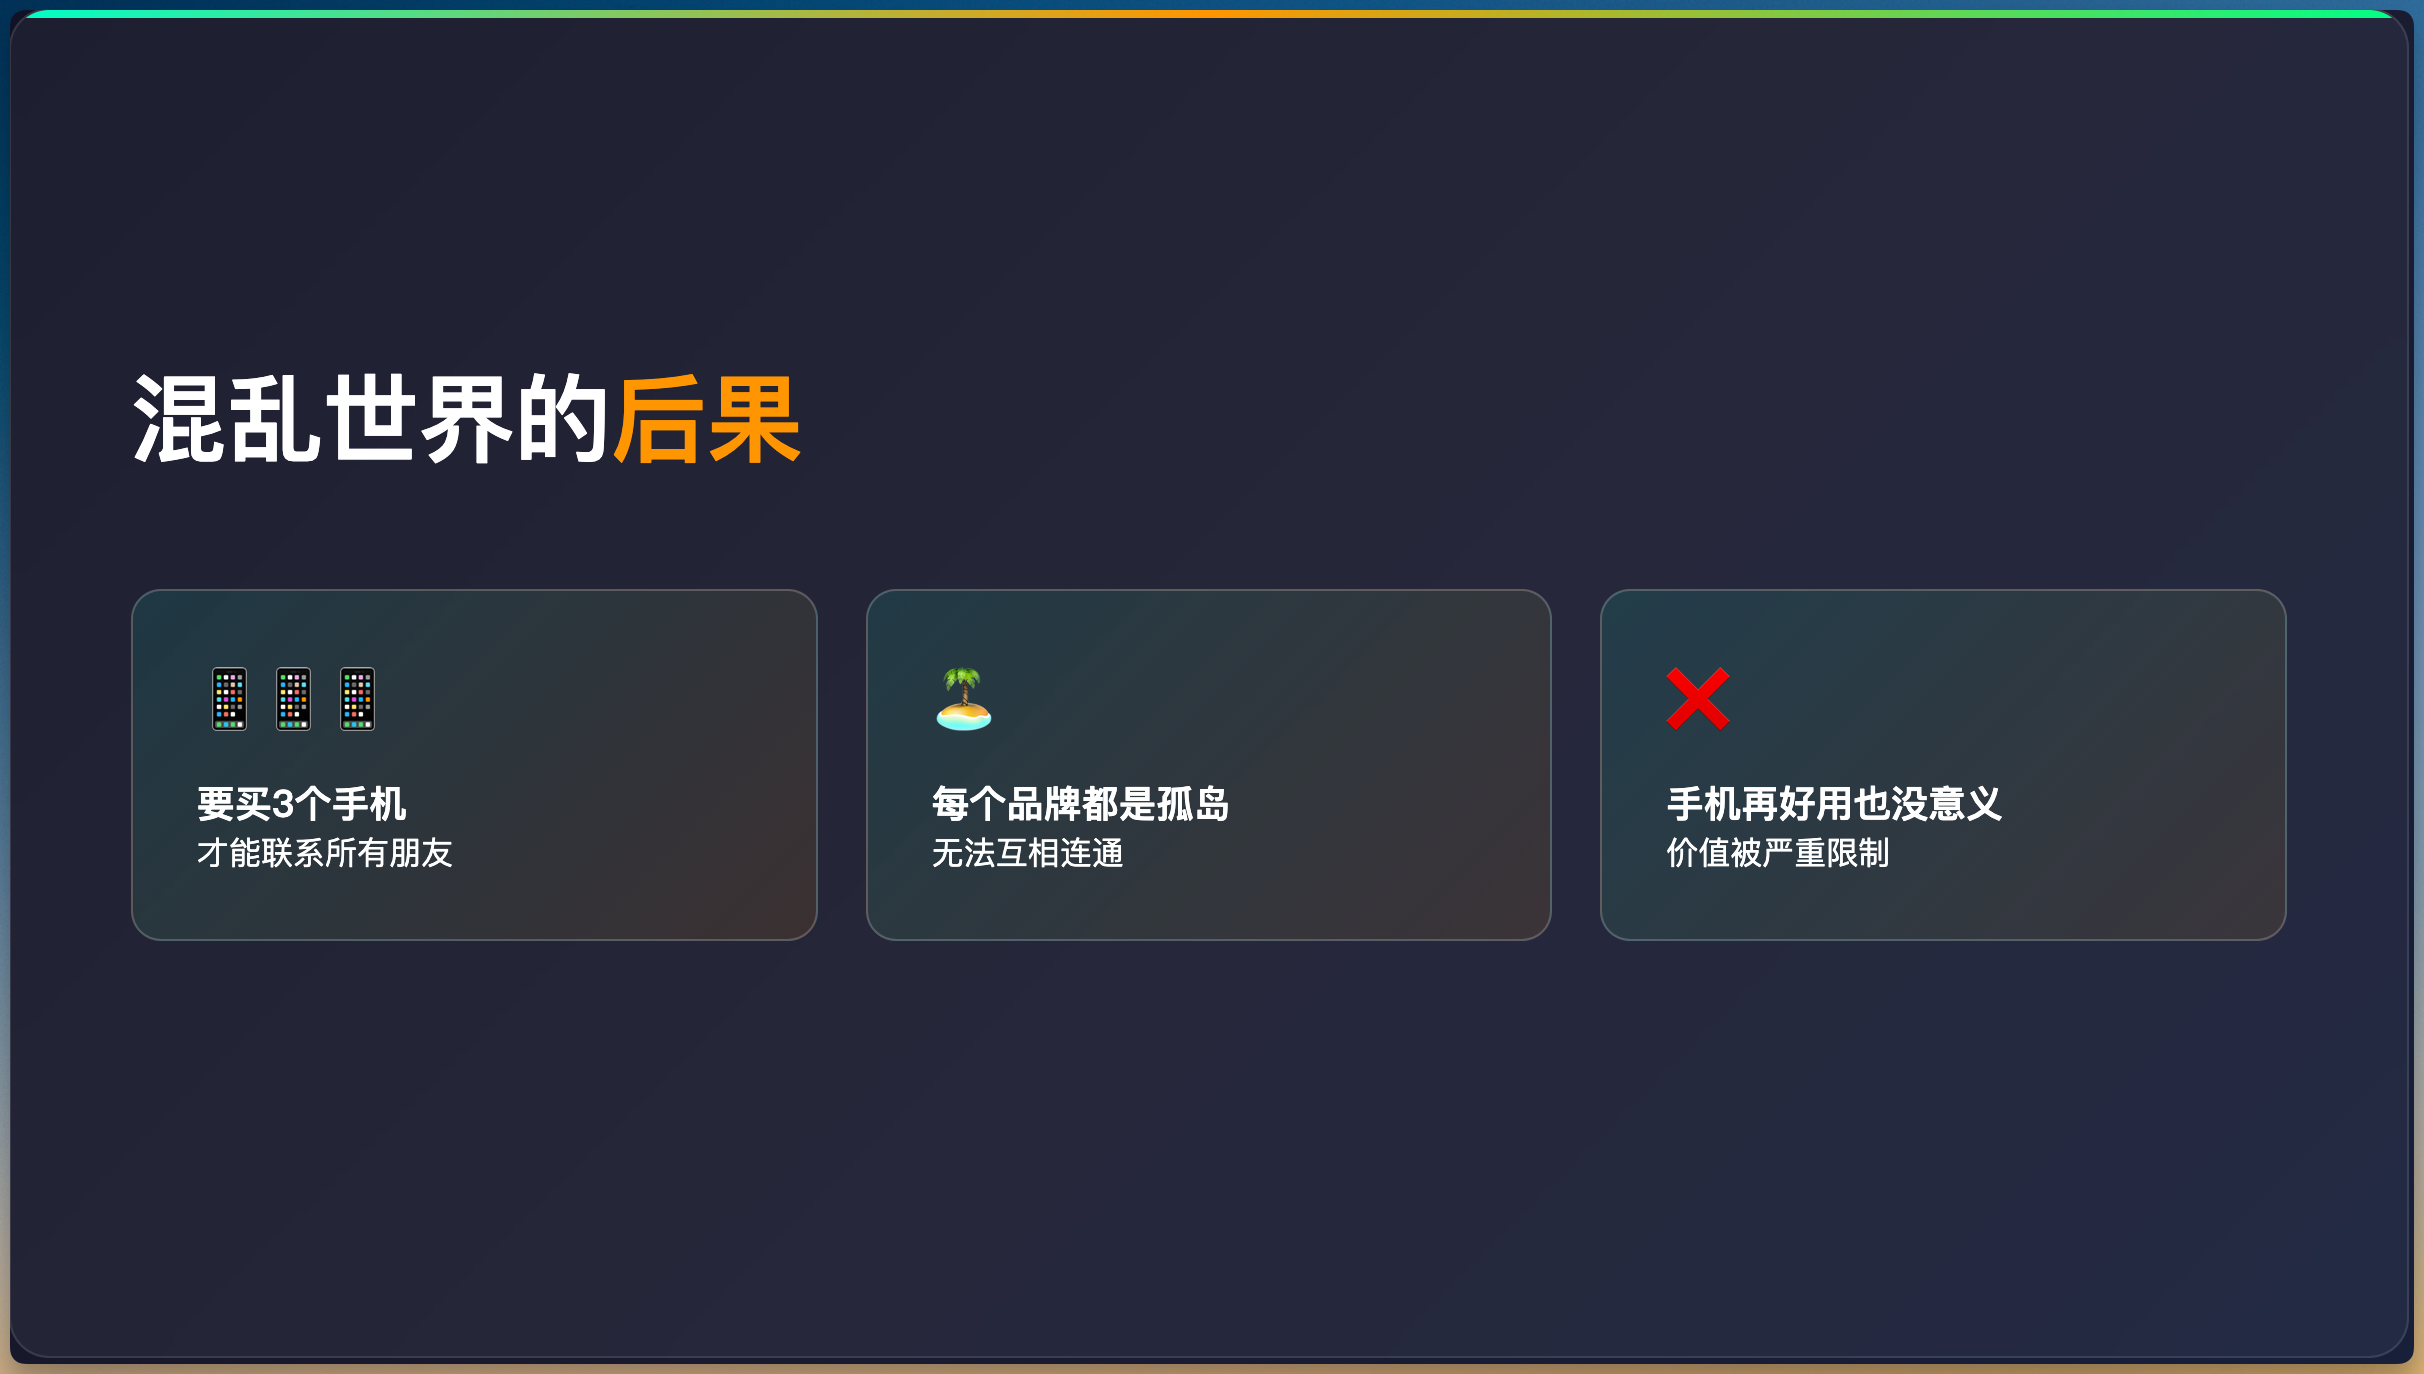 混乱世界的后果
要买3个手机
才能联系所有朋友
每个品牌都是孤岛
无法互相连通
手机再好用也没意义
价值被严重限制